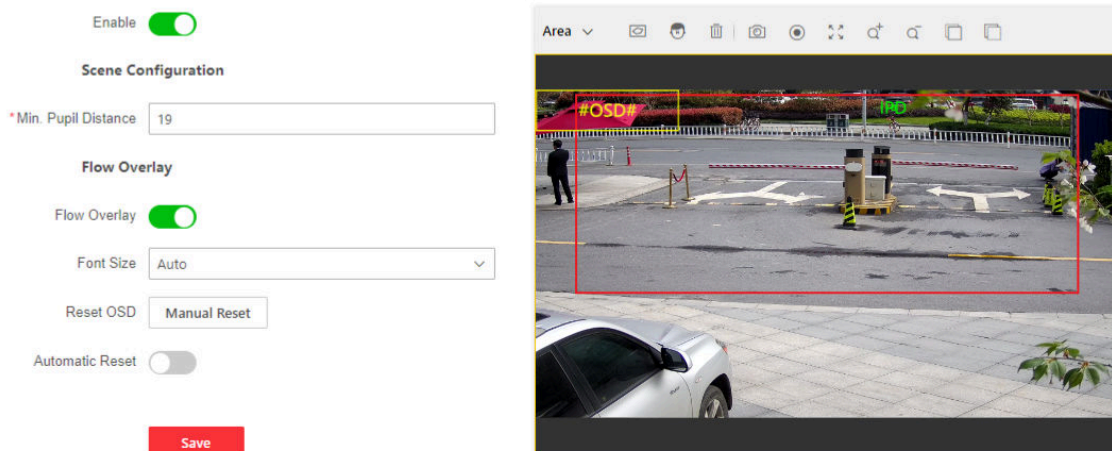 Enable
Scene Configuration
*Min. Pupil Distance 19
Flow Overlay
Flow Overlay
Font Size Auto
Reset OSD Manual Reset
Automatic Reset
Save
Area
#OSD#
IPD